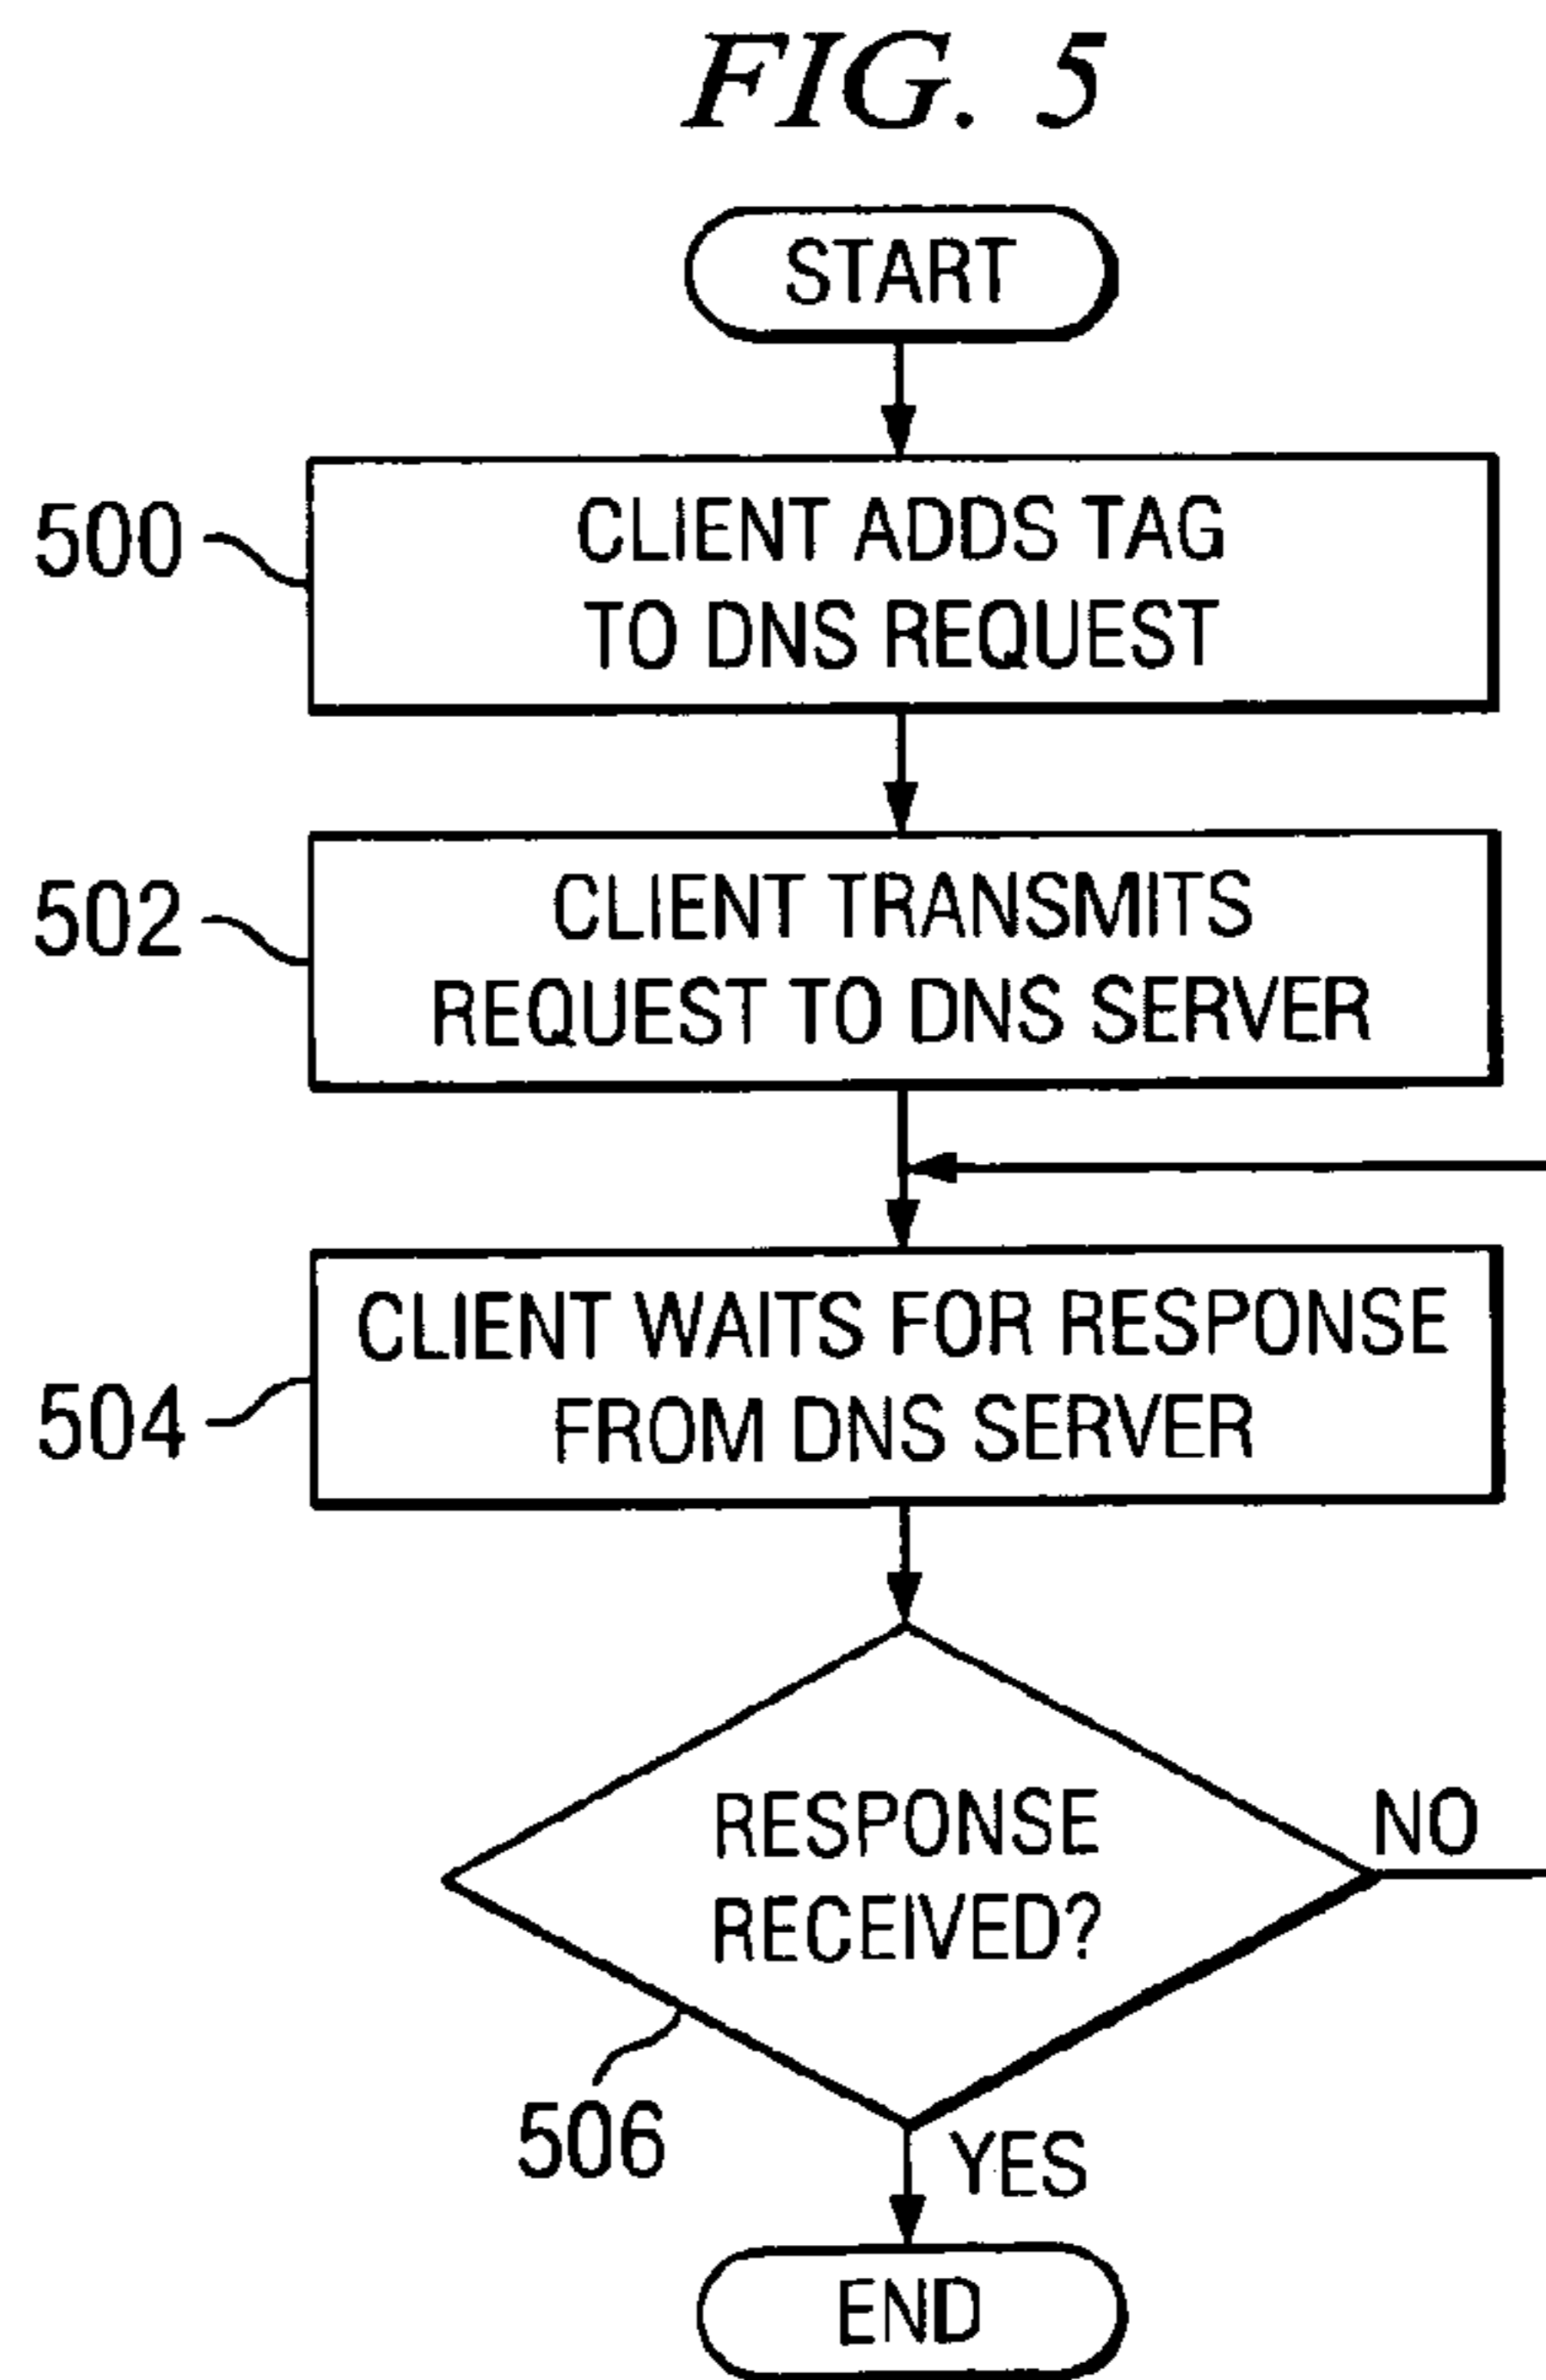 FIG. 5
START
500
CLIENT ADDS TAG
TO DNS REQUEST
502
CLIENT TRANSMITS
REQUEST TO DNS SERVER
504
CLIENT WAITS FOR RESPONSE
FROM DNS SERVER
RESPONSE
RECEIVED?
NO
506
YES
END